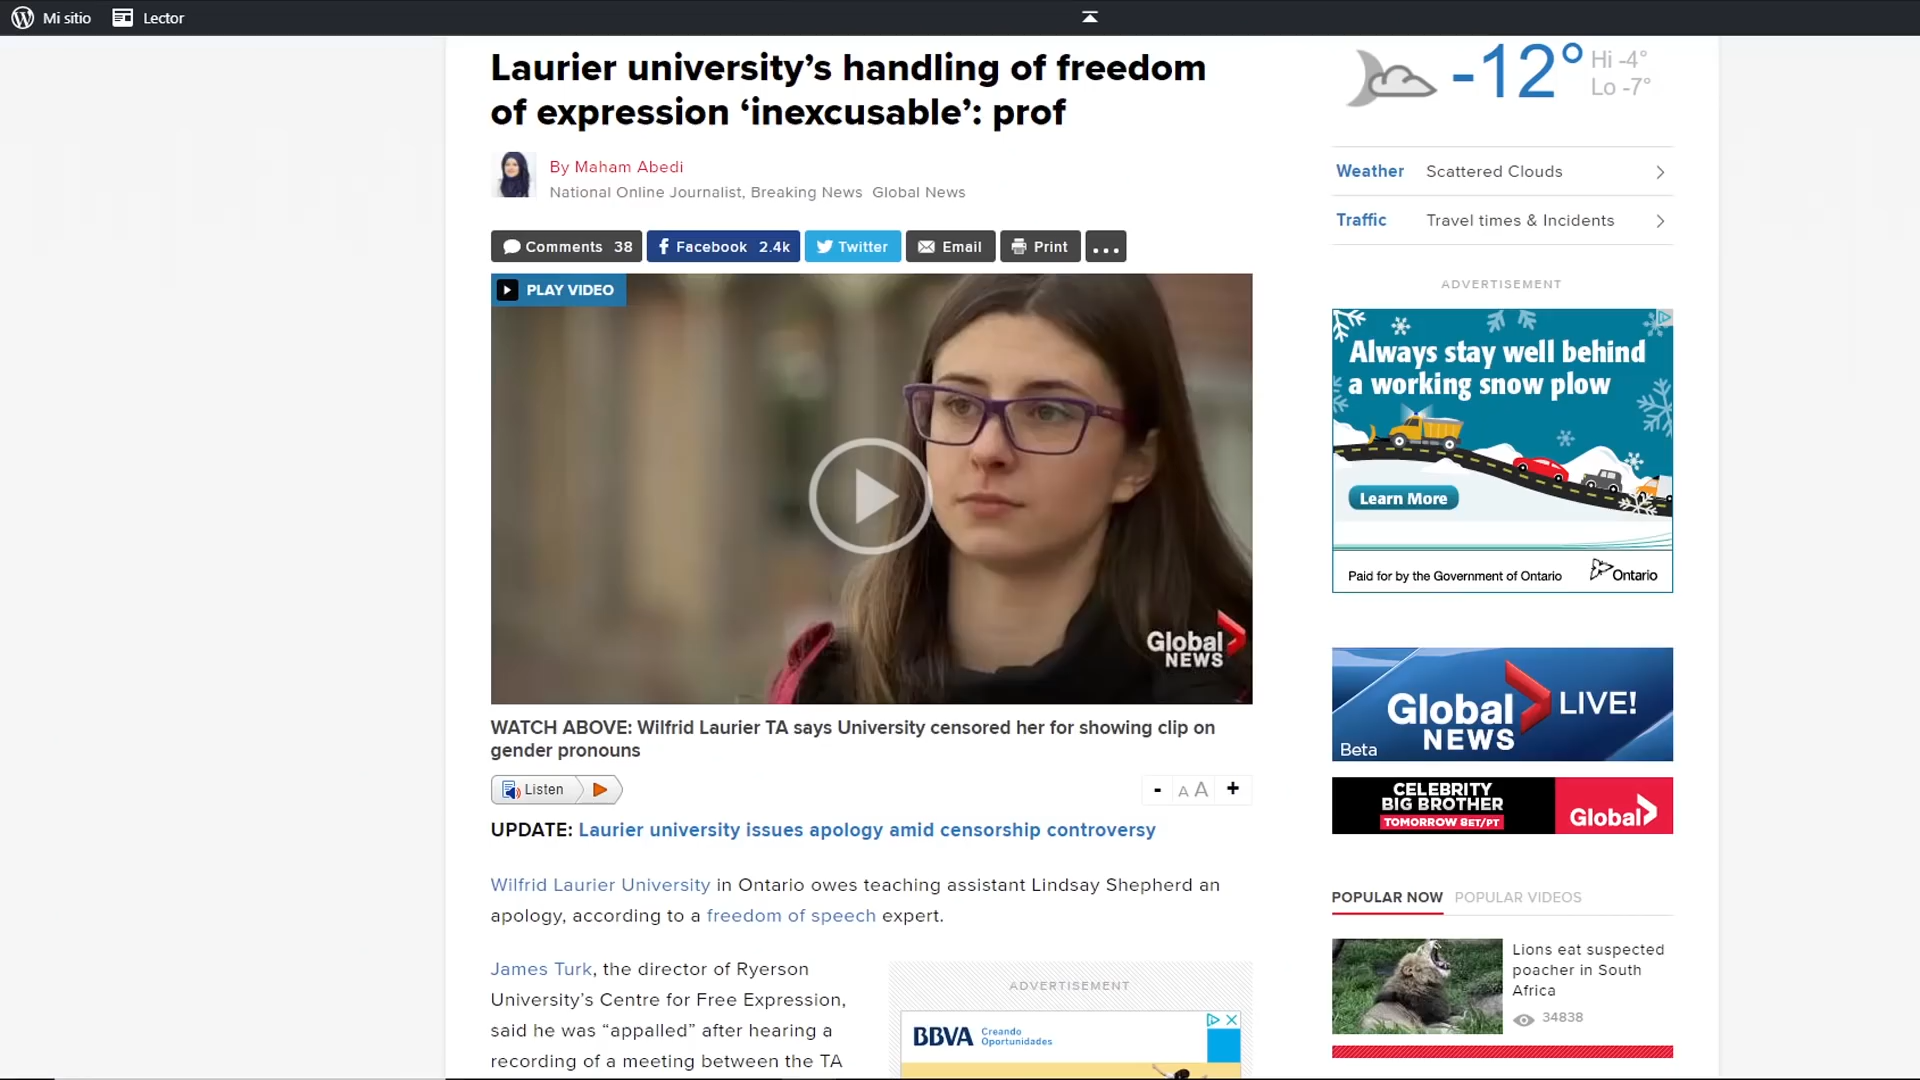 Mi sitio
Lector
Laurier university’s handling of freedom
of expression ‘inexcusable’: prof
By Maham Abedi
National Online Journalist, Breaking News Global News
Comments 38
Facebook 2.4k
Twitter
Email
Print
...
PLAY VIDEO
Global
NEWS
WATCH ABOVE: Wilfrid Laurier TA says University censored her for showing clip on
gender pronouns
Listen
- A A +
UPDATE: Laurier university issues apology amid censorship controversy
Wilfrid Laurier University in Ontario owes teaching assistant Lindsay Shepherd an
apology, according to a freedom of speech expert.
James Turk, the director of Ryerson
University’s Centre for Free Expression,
said he was “appalled” after hearing a
recording of a meeting between the TA
ADVERTISEMENT
BBVA
Creando
Oportunidades
-12°
Hi -4°
Lo -7°
Weather Scattered Clouds
Traffic Travel times & Incidents
ADVERTISEMENT
Always stay well behind
a working snow plow
Learn More
Paid for by the Government of Ontario
Ontario
Global
NEWS
LIVE!
Beta
CELEBRITY
BIG BROTHER
TOMORROW 8ET/PT
Global
POPULAR NOW POPULAR VIDEOS
Lions eat suspected
poacher in South
Africa
34838